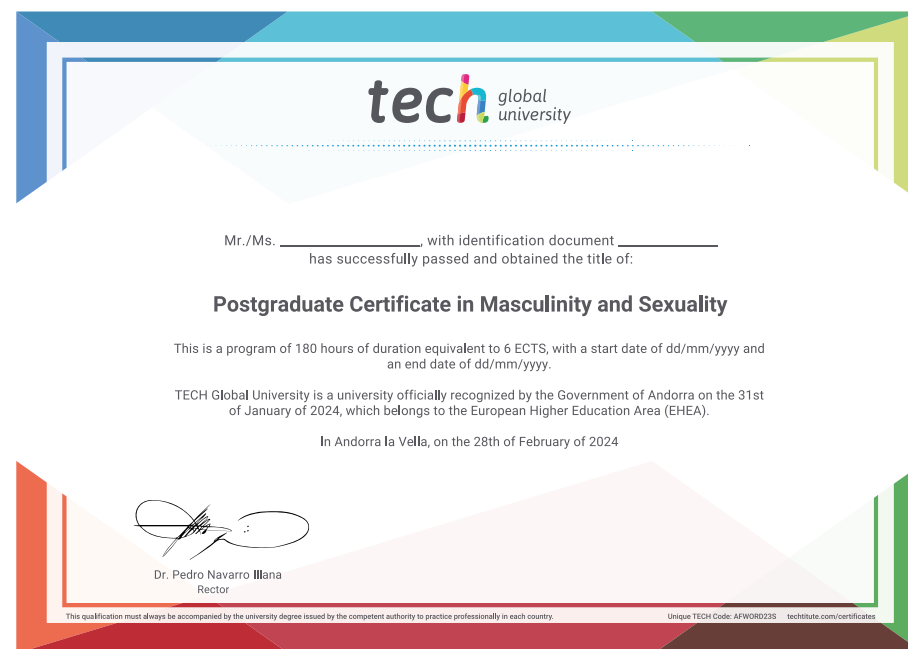 tech global university
Mr./Ms. ____________________, with identification document ______________
has successfully passed and obtained the title of:
Postgraduate Certificate in Masculinity and Sexuality
This is a program of 180 hours of duration equivalent to 6 ECTS, with a start date of dd/mm/yyyy and
an end date of dd/mm/yyyy.
TECH Global University is a university officially recognized by the Government of Andorra on the 31st
of January of 2024, which belongs to the European Higher Education Area (EHEA).
In Andorra la Vella, on the 28th of February of 2024
Dr. Pedro Navarro Illana
Rector
This qualification must always be accompanied by the university degree issued by the competent authority to practice professionally in each country.
Unique TECH Code: AFWORD23S techtitute.com/certificates